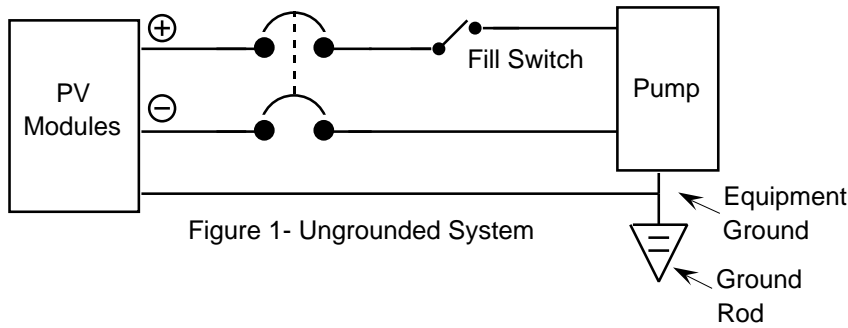 ⊕
Fill Switch
PV
Modules
Pump
⊖
Equipment
Ground
Figure 1- Ungrounded System
Ground
Rod